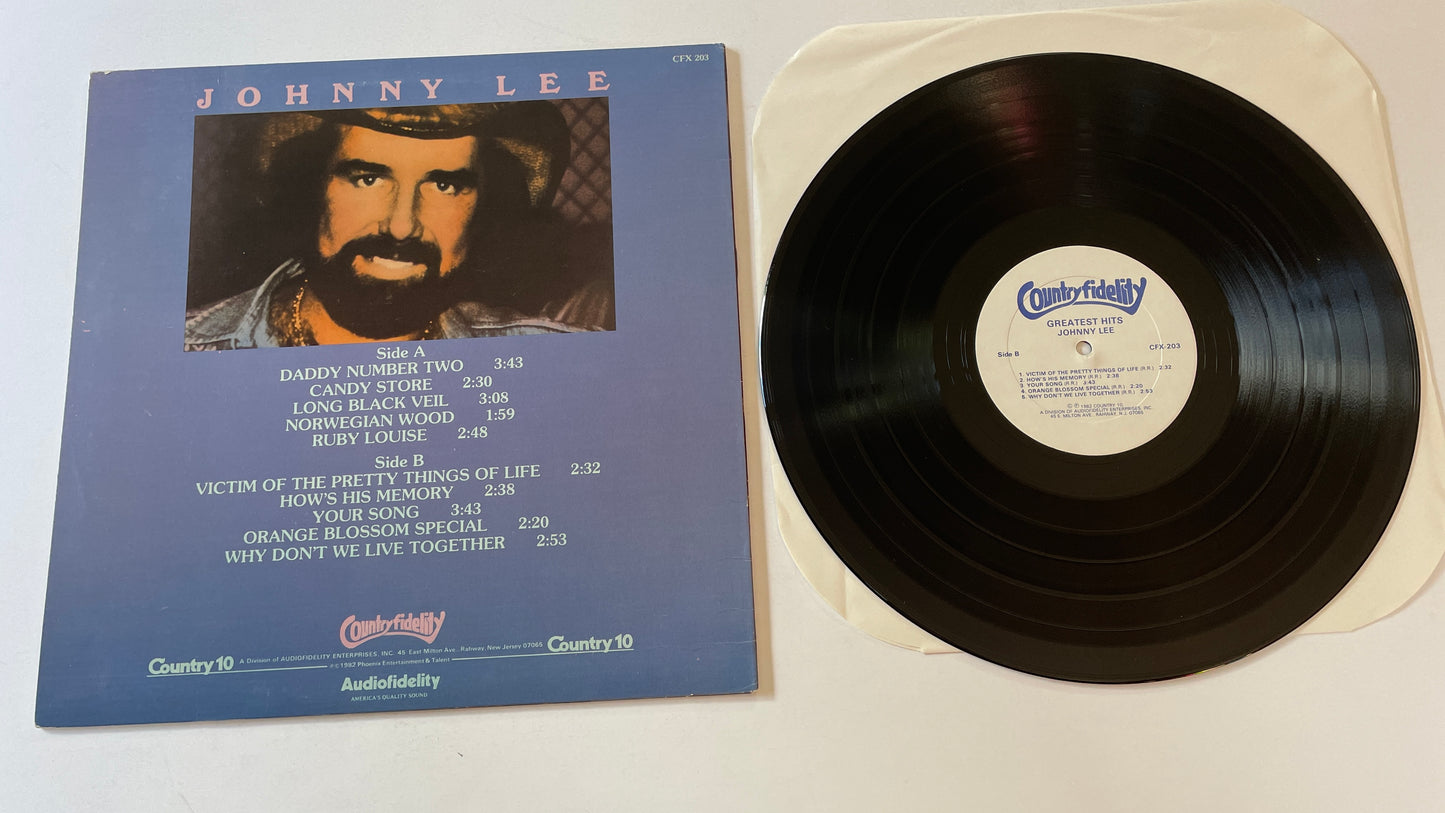 CFX 203
JOHNNY LEE
Side A
DADDY NUMBER TWO 3:43
CANDY STORE 2:30
LONG BLACK VEIL 3:08
NORWEGIAN WOOD 1:59
RUBY LOUISE 2:48
Side B
VICTIM OF THE PRETTY THINGS OF LIFE 2:32
HOW'S HIS MEMORY 2:38
YOUR SONG 3:43
ORANGE BLOSSOM SPECIAL 2:20
WHY DON'T WE LIVE TOGETHER 2:53
Countryfidelity
Country 10 A Division of AUDIOFIDELITY ENTERPRISES, INC. 45 East Milton Ave., Rahway, New Jersey 07065 Country 10
℗ © 1982 Phoenix Entertainment & Talent
Audiofidelity
AMERICA'S QUALITY SOUND
Countryfidelity
GREATEST HITS
JOHNNY LEE
Side B CFX-203
1. VICTIM OF THE PRETTY THINGS OF LIFE (R.R.) 2:32
2. HOW'S HIS MEMORY (R.R.) 2:38
3. YOUR SONG (R.R.) 3:43
4. ORANGE BLOSSOM SPECIAL (R.R.) 2:20
5. WHY DON'T WE LIVE TOGETHER (R.R.) 2:53
© ℗ 1982 COUNTRY 10
A DIVISION OF AUDIOFIDELITY ENTERPRISES, INC.
45 E. MILTON AVE., RAHWAY, N.J. 07065